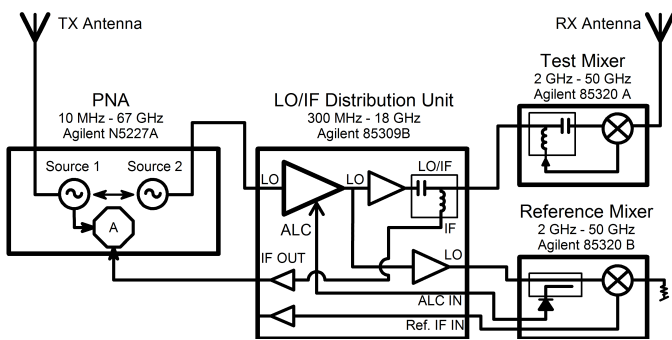 TX Antenna
RX Antenna
PNA
10 MHz - 67 GHz
Agilent N5227A
Source 1
Source 2
A
LO/IF Distribution Unit
300 MHz - 18 GHz
Agilent 85309B
LO
LO/IF
ALC
IF
IF OUT
LO
ALC IN
Ref. IF IN
Test Mixer
2 GHz - 50 GHz
Agilent 85320 A
Reference Mixer
2 GHz - 50 GHz
Agilent 85320 B
LO